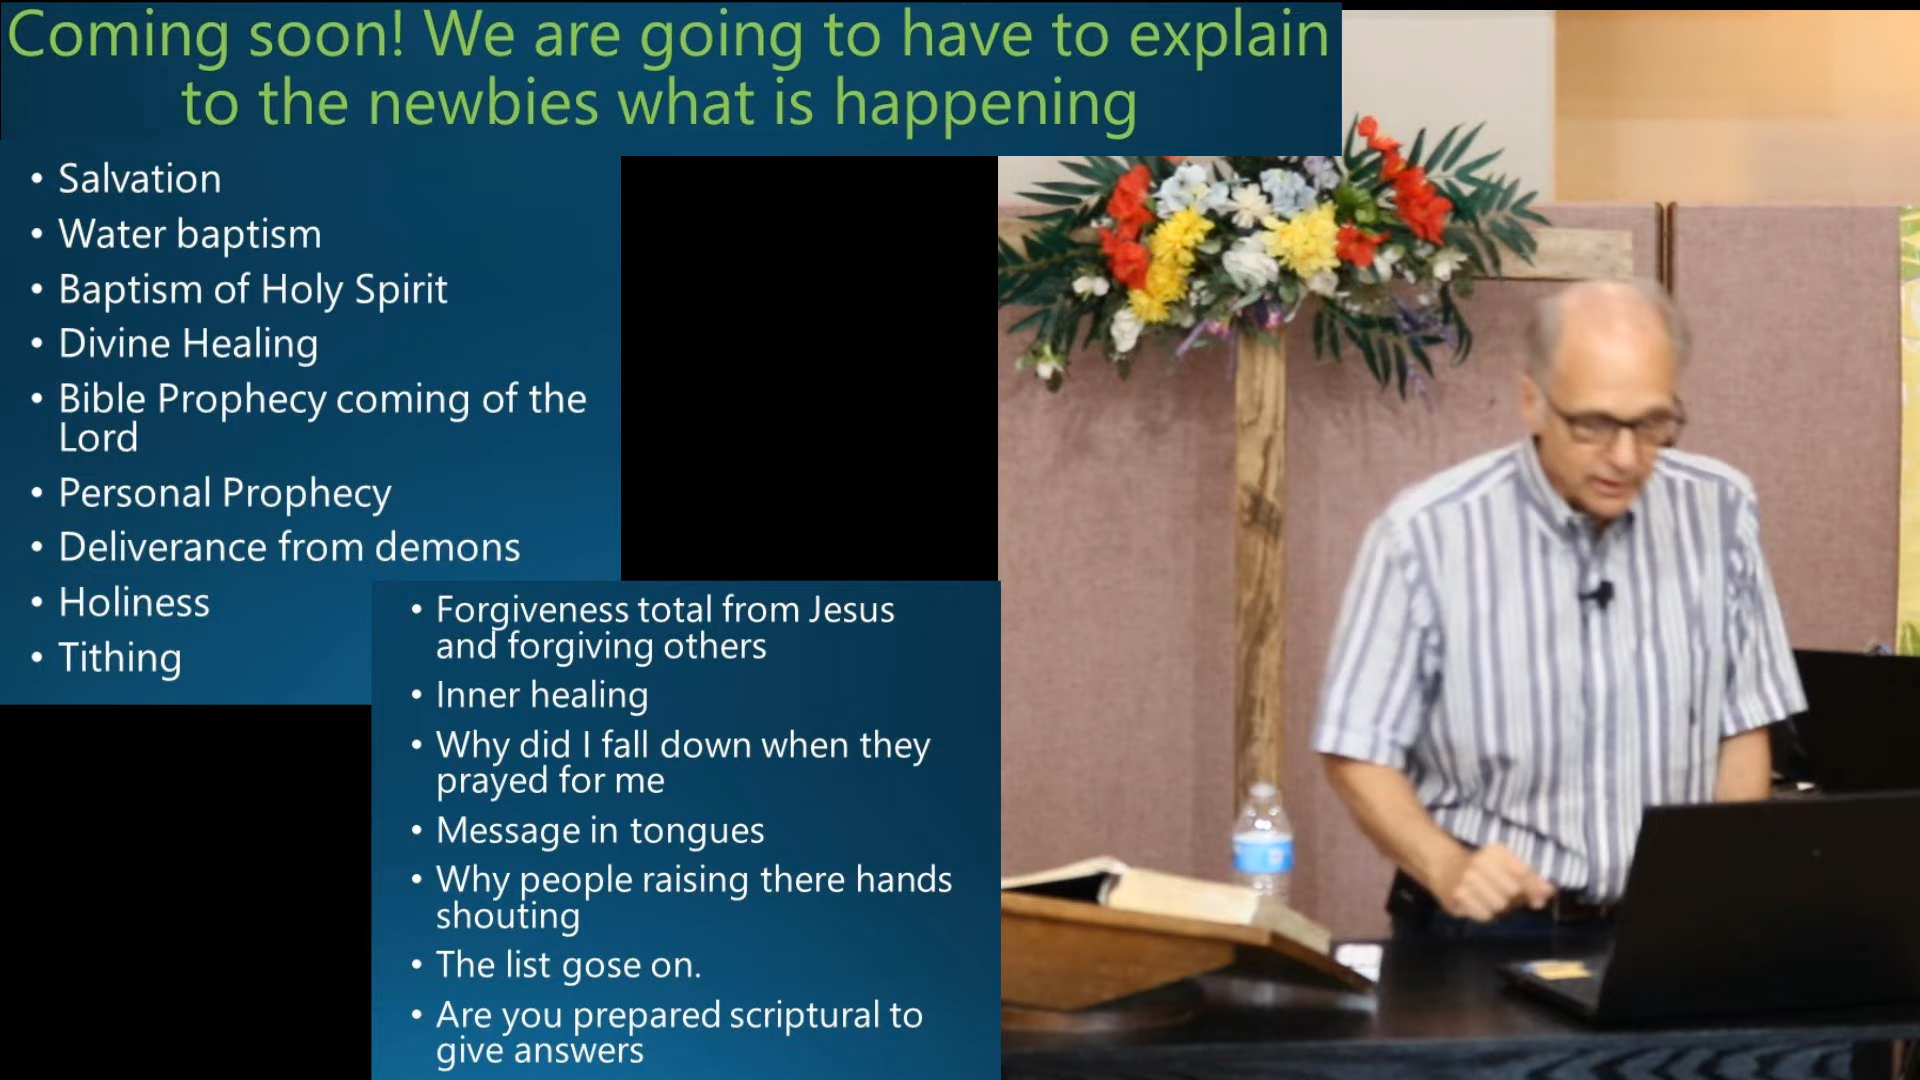 Coming soon! We are going to have to explain
to the newbies what is happening
• Salvation
• Water baptism
• Baptism of Holy Spirit
• Divine Healing
• Bible Prophecy coming of the
Lord
• Personal Prophecy
• Deliverance from demons
• Holiness
• Tithing
• Forgiveness total from Jesus
and forgiving others
• Inner healing
• Why did I fall down when they
prayed for me
• Message in tongues
• Why people raising there hands
shouting
• The list gose on.
• Are you prepared scriptural to
give answers